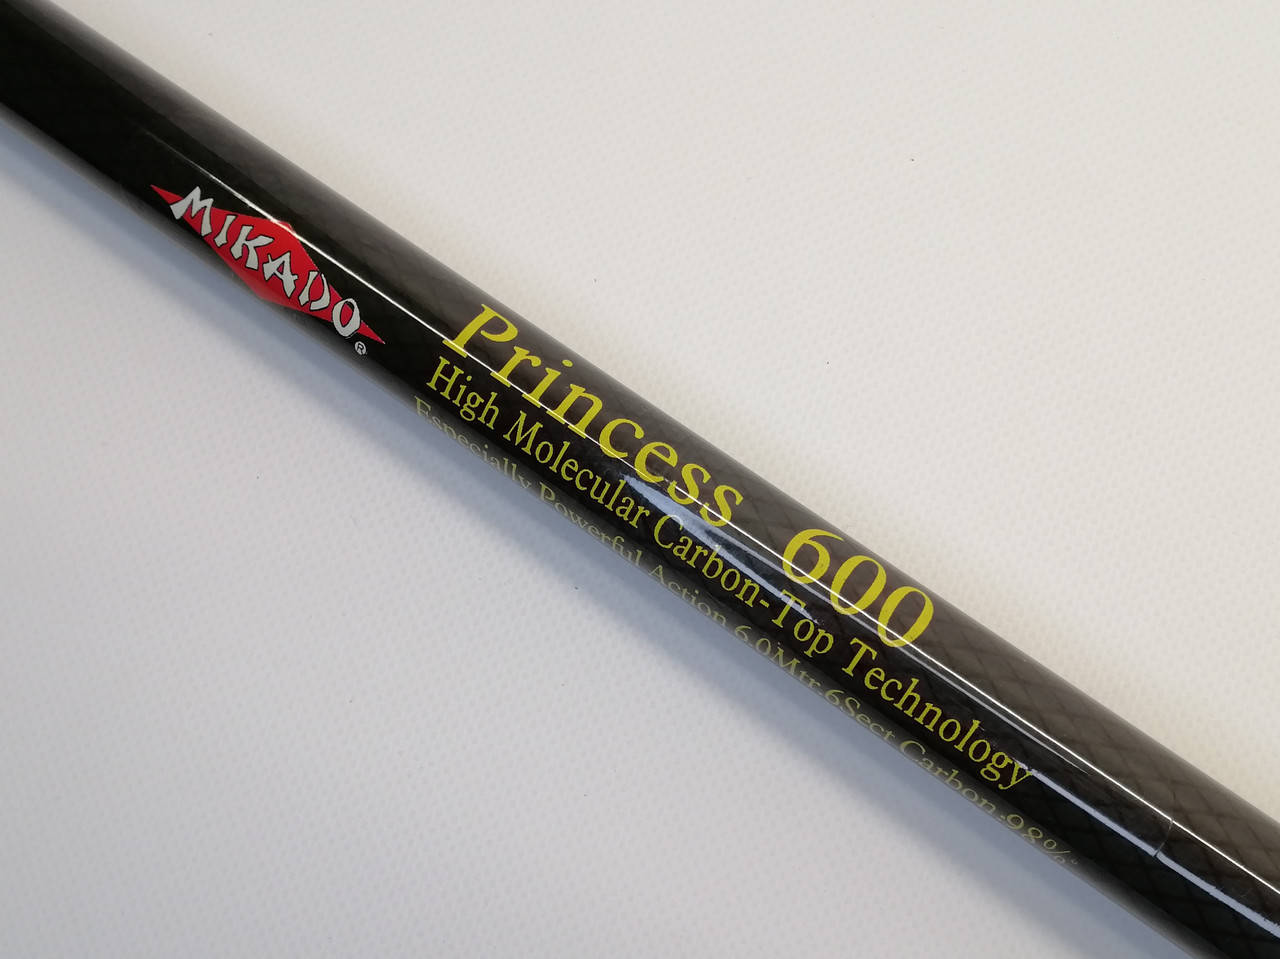 MIKADO®
Princess 600
High Molecular Carbon-Top Technology
Especially Powerful Action 6.0Mtr 6Sect Carbon:98%